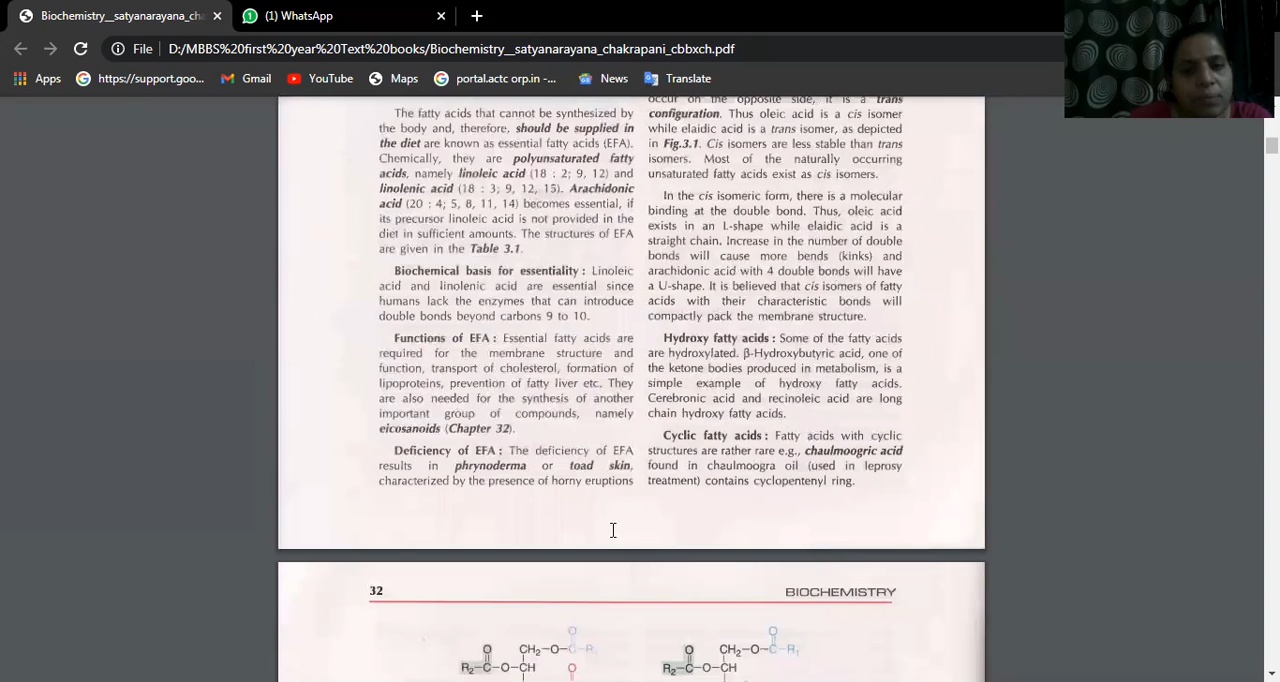 Biochemistry__satyanarayana_cha
(1) WhatsApp
File
D:/MBBS%20first%20year%20Text%20books/Biochemistry__satyanarayana_chakrapani_cbbxch.pdf
Apps
https://support.goo...
Gmail
YouTube
Maps
portal.actc orp.in -...
News
Translate
The fatty acids that cannot be synthesized by
the body and, therefore, should be supplied in
the diet are known as essential fatty acids (EFA).
Chemically, they are polyunsaturated fatty
acids, namely linoleic acid (18 : 2; 9, 12) and
linolenic acid (18 : 3; 9, 12, 15). Arachidonic
acid (20 : 4; 5, 8, 11, 14) becomes essential, if
its precursor linoleic acid is not provided in the
diet in sufficient amounts. The structures of EFA
are given in the Table 3.1.
Biochemical basis for essentiality : Linoleic
acid and linolenic acid are essential since
humans lack the enzymes that can introduce
double bonds beyond carbons 9 to 10.
Functions of EFA : Essential fatty acids are
required for the membrane structure and
function, transport of cholesterol, formation of
lipoproteins, prevention of fatty liver etc. They
are also needed for the synthesis of another
important group of compounds, namely
eicosanoids (Chapter 32).
Deficiency of EFA : The deficiency of EFA
results in phrynoderma or toad skin,
characterized by the presence of horny eruptions
occur on the opposite side, it is a trans
configuration. Thus oleic acid is a cis isomer
while elaidic acid is a trans isomer, as depicted
in Fig.3.1. Cis isomers are less stable than trans
isomers. Most of the naturally occurring
unsaturated fatty acids exist as cis isomers.
In the cis isomeric form, there is a molecular
binding at the double bond. Thus, oleic acid
exists in an L-shape while elaidic acid is a
straight chain. Increase in the number of double
bonds will cause more bends (kinks) and
arachidonic acid with 4 double bonds will have
a U-shape. It is believed that cis isomers of fatty
acids with their characteristic bonds will
compactly pack the membrane structure.
Hydroxy fatty acids : Some of the fatty acids
are hydroxylated. β-Hydroxybutyric acid, one of
the ketone bodies produced in metabolism, is a
simple example of hydroxy fatty acids.
Cerebronic acid and recinoleic acid are long
chain hydroxy fatty acids.
Cyclic fatty acids : Fatty acids with cyclic
structures are rather rare e.g., chaulmoogric acid
found in chaulmoogra oil (used in leprosy
treatment) contains cyclopentenyl ring.
32
BIOCHEMISTRY
O
O CH₂–O–C–R₁
R₂–C–O–CH O
O
O CH₂–O–C–R₁
R₂–C–O–CH